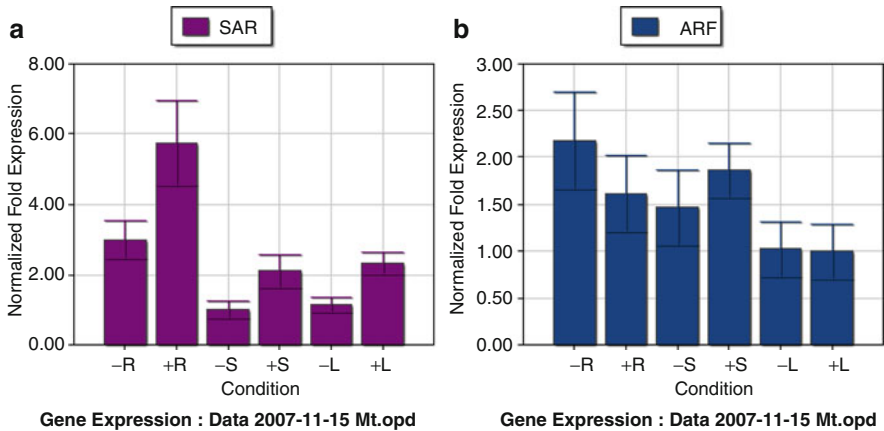 a
SAR
8.00
6.00
4.00
2.00
0.00
Normalized Fold Expression
–R +R –S +S –L +L
Condition
Gene Expression : Data 2007-11-15 Mt.opd
b
ARF
3.00
2.50
2.00
1.50
1.00
0.50
0.00
Normalized Fold Expression
–R +R –S +S –L +L
Condition
Gene Expression : Data 2007-11-15 Mt.opd